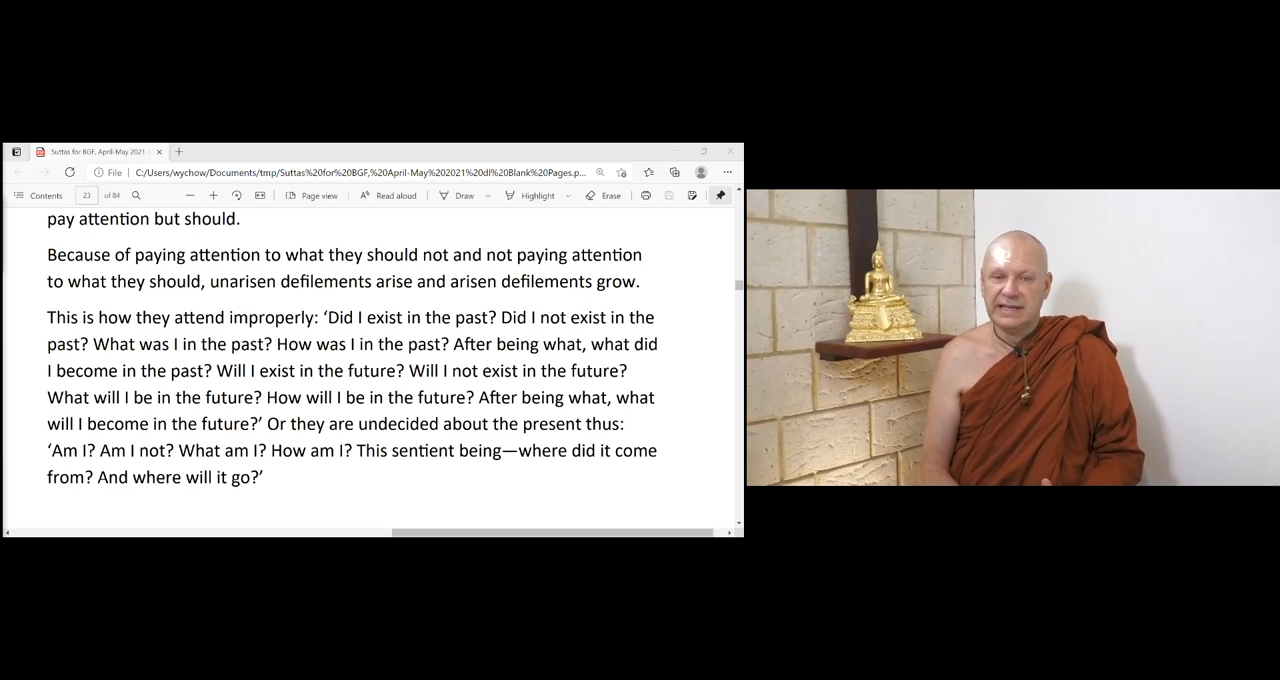 Suttas for BGF, April-May 2021
File
C:/Users/wychow/Documents/tmp/Suttas%20for%20BGF,%20April-May%202021%20dl%20Blank%20Pages.p...
Contents 23 of 84 Page view Read aloud Draw Highlight Erase
pay attention but should.
Because of paying attention to what they should not and not paying attention
to what they should, unarisen defilements arise and arisen defilements grow.
This is how they attend improperly: ‘Did I exist in the past? Did I not exist in the
past? What was I in the past? How was I in the past? After being what, what did
I become in the past? Will I exist in the future? Will I not exist in the future?
What will I be in the future? How will I be in the future? After being what, what
will I become in the future?’ Or they are undecided about the present thus:
‘Am I? Am I not? What am I? How am I? This sentient being—where did it come
from? And where will it go?’